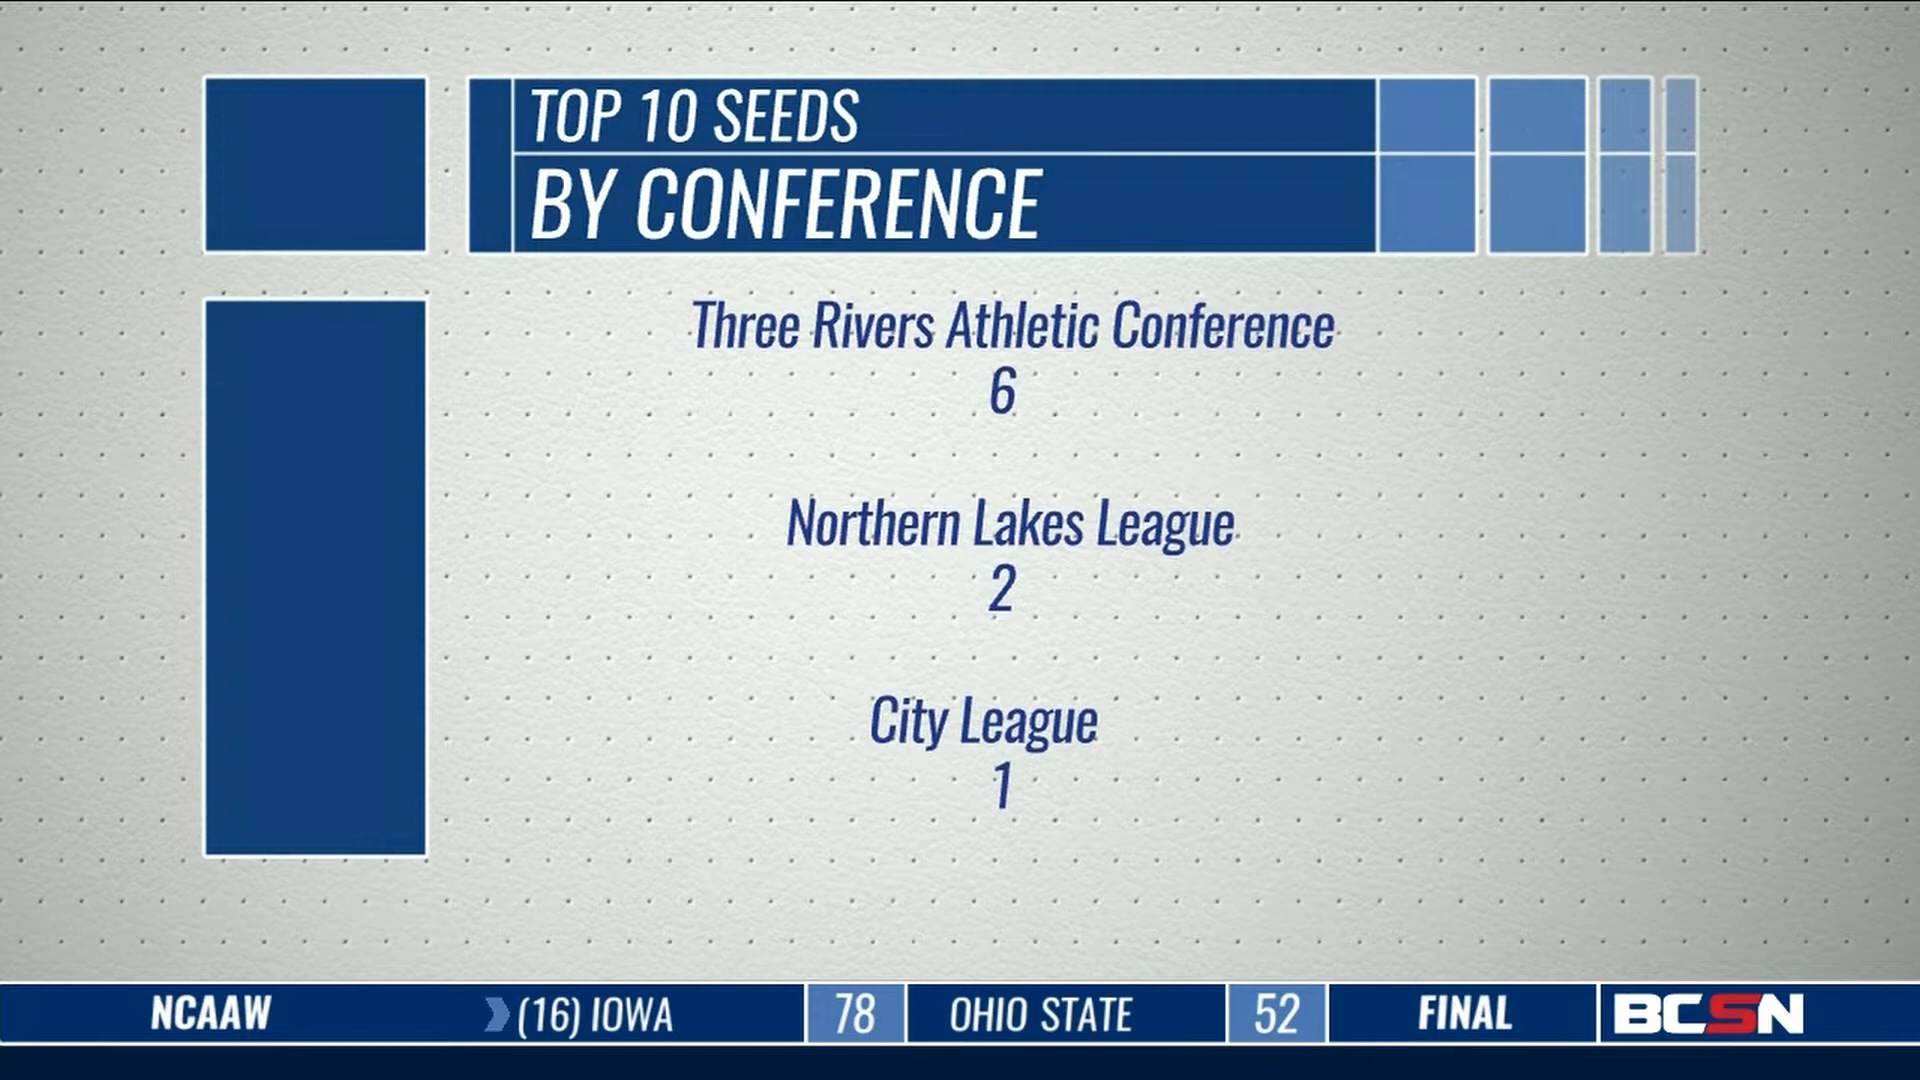 TOP 10 SEEDS
BY CONFERENCE
Three Rivers Athletic Conference
6
Northern Lakes League
2
City League
1
NCAAW (16) IOWA 78 OHIO STATE 52 FINAL BCSN